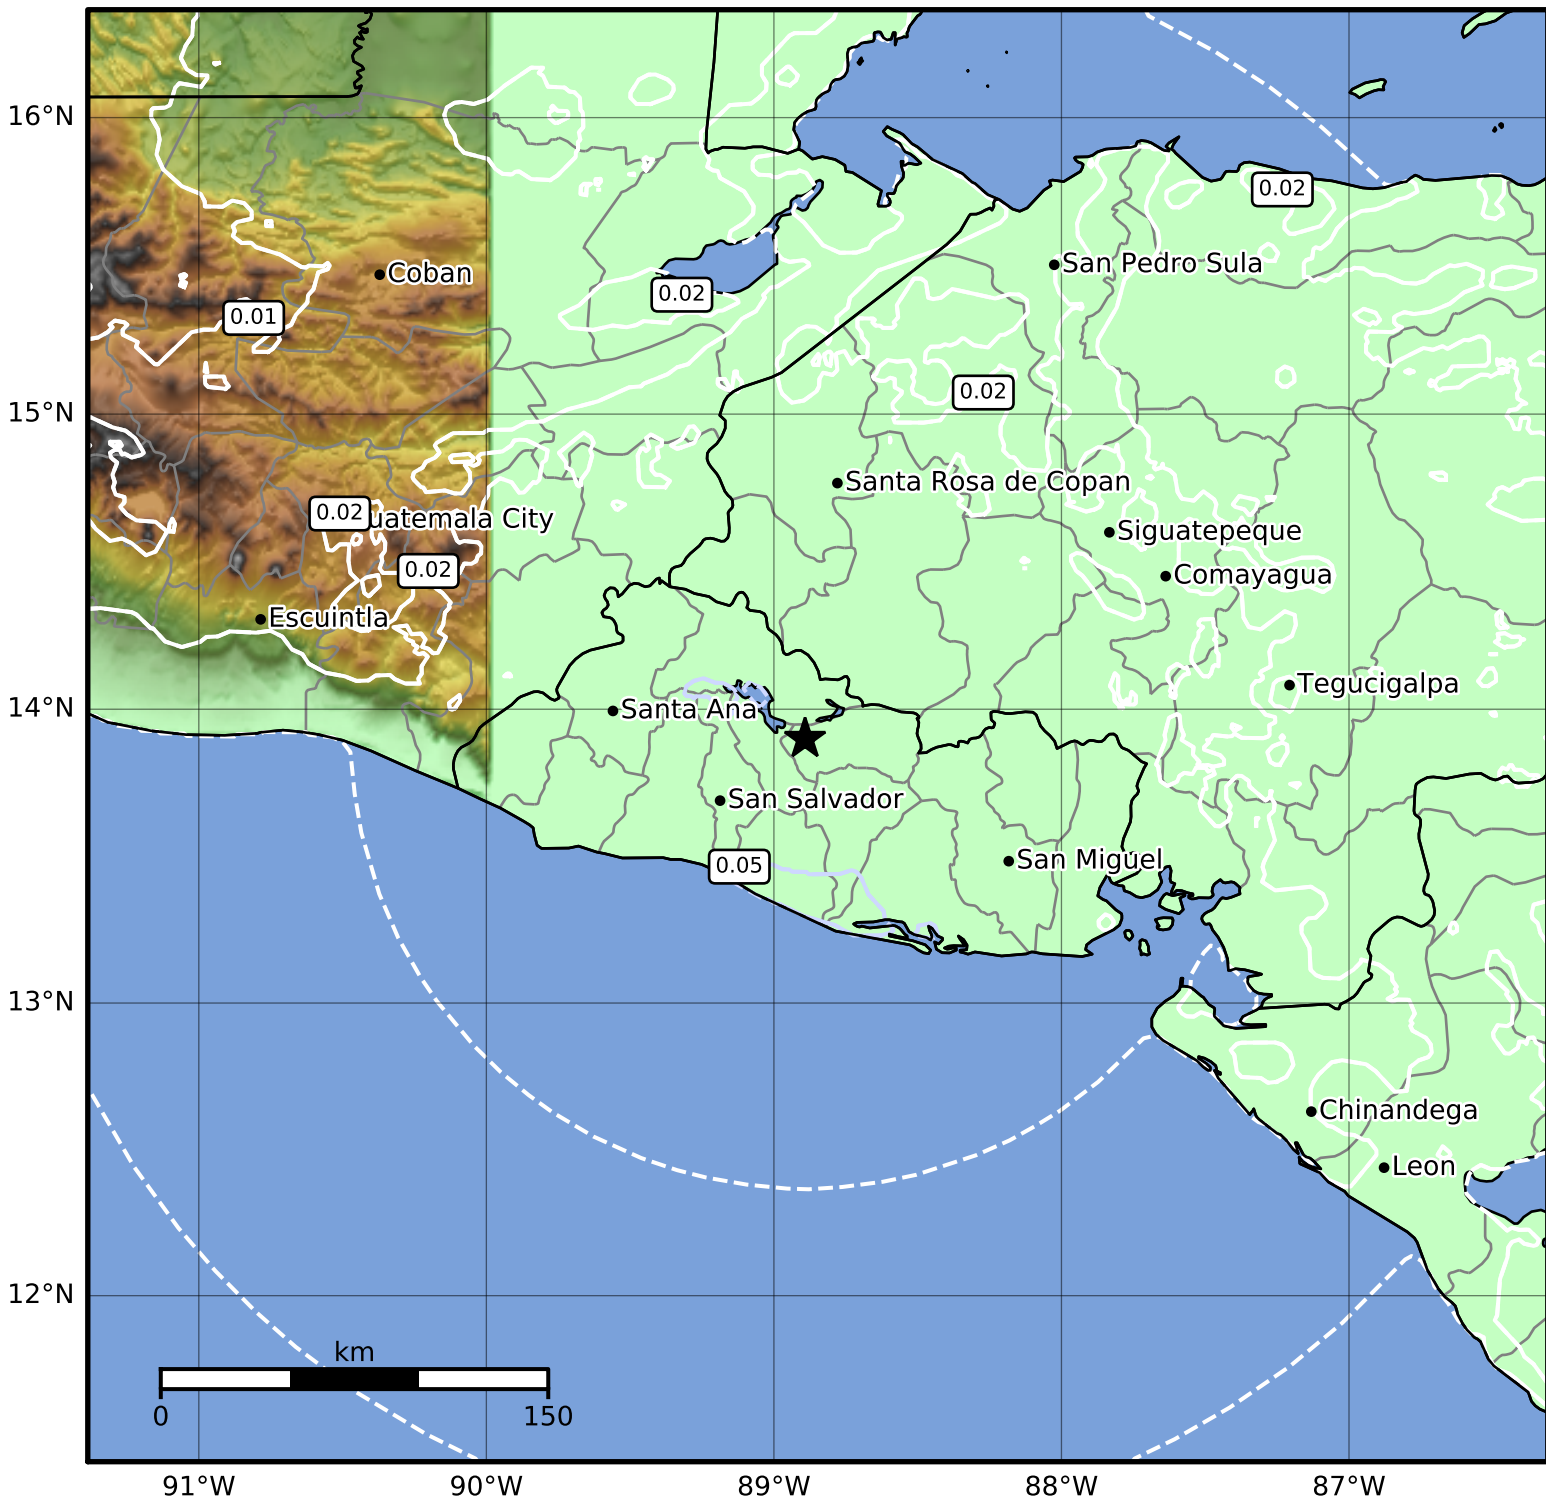 16°N
0.02
San Pedro Sula
Coban
0.02
0.01
15°N
0.02
Santa Rosa de Copan
0.02
uatemala City
Siguatepeque
0.02
Comayagua
Escuintla
Tegucigalpa
14°N
Santa Ana
San Salvador
0.05
San Miguel
13°N
Chinandega
Leon
12°N
km
0
150
91°W
90°W
89°W
88°W
87°W